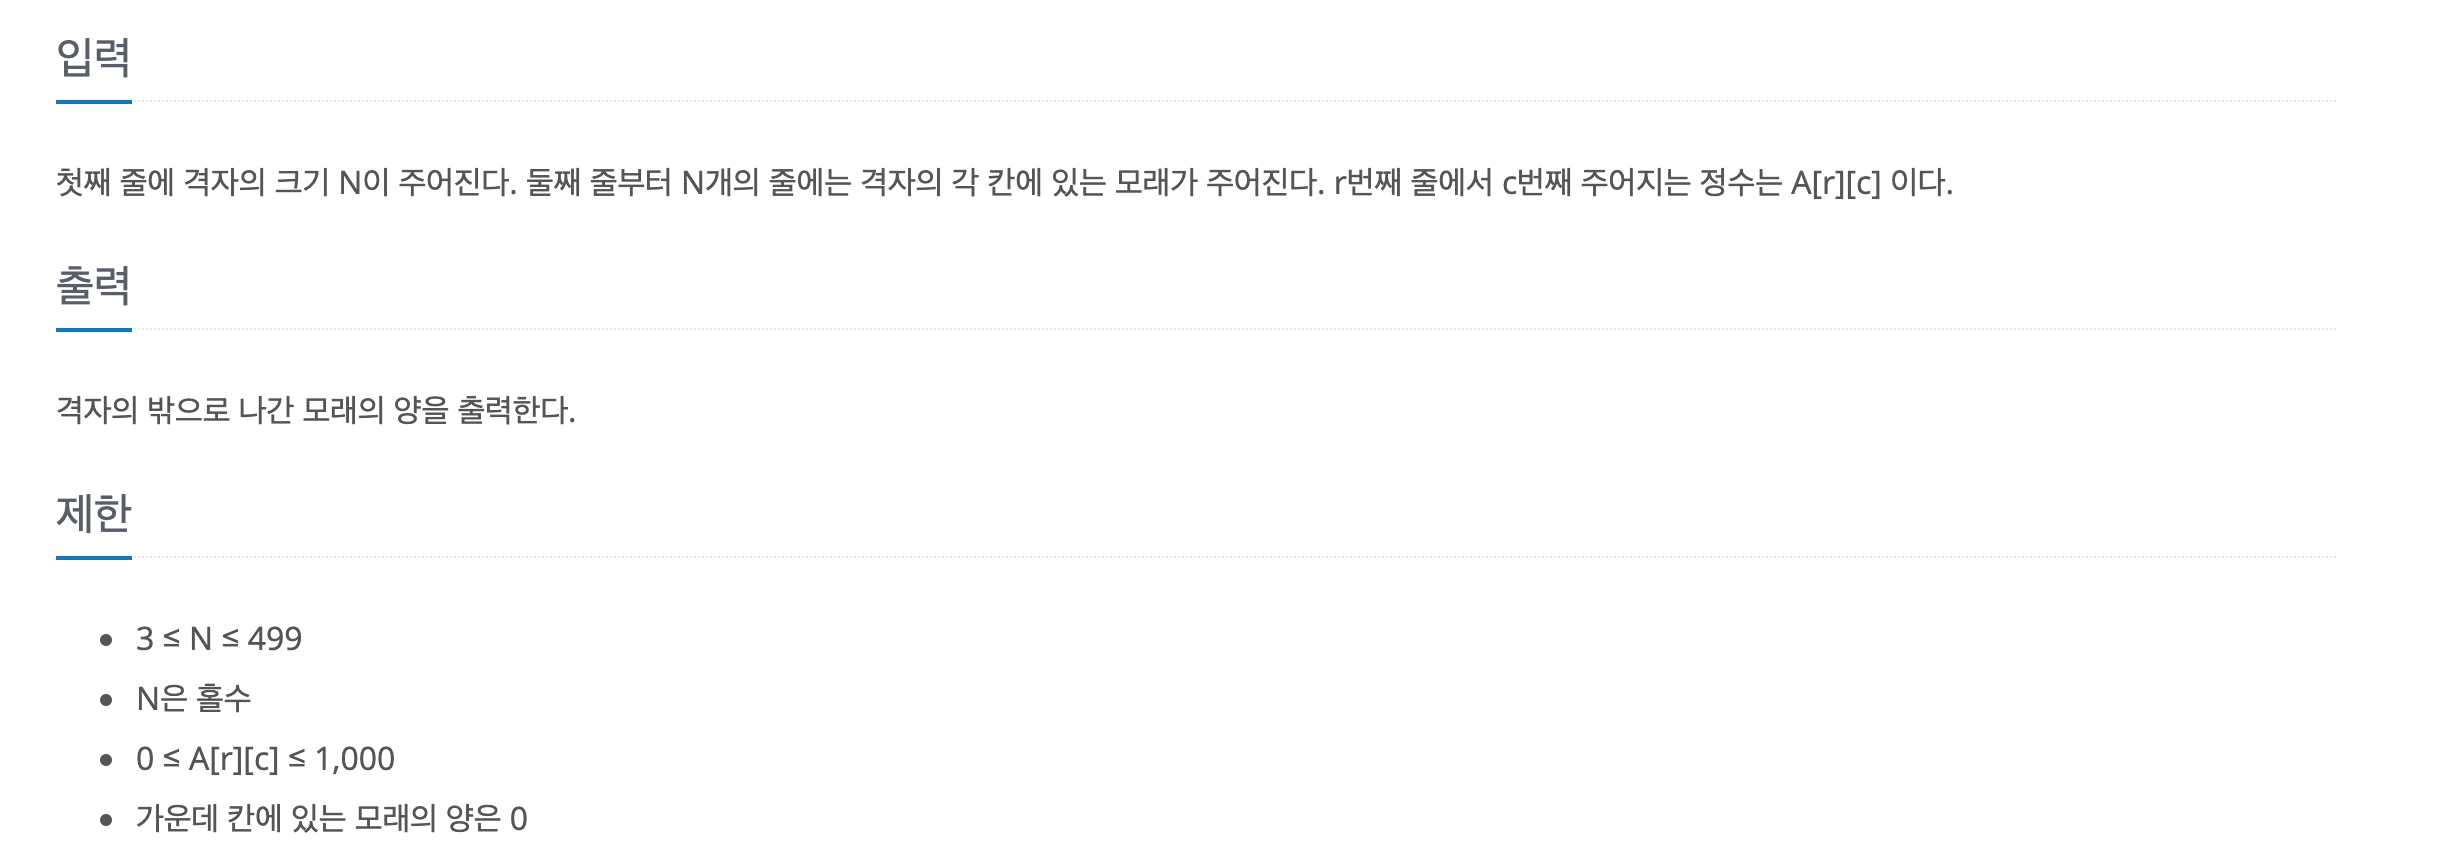 입력
첫째 줄에 격자의 크기 N이 주어진다. 둘째 줄부터 N개의 줄에는 격자의 각 칸에 있는 모래가 주어진다. r번째 줄에서 c번째 주어지는 정수는 A[r][c] 이다.
출력
격자의 밖으로 나간 모래의 양을 출력한다.
제한
3 ≤ N ≤ 499
N은 홀수
0 ≤ A[r][c] ≤ 1,000
가운데 칸에 있는 모래의 양은 0